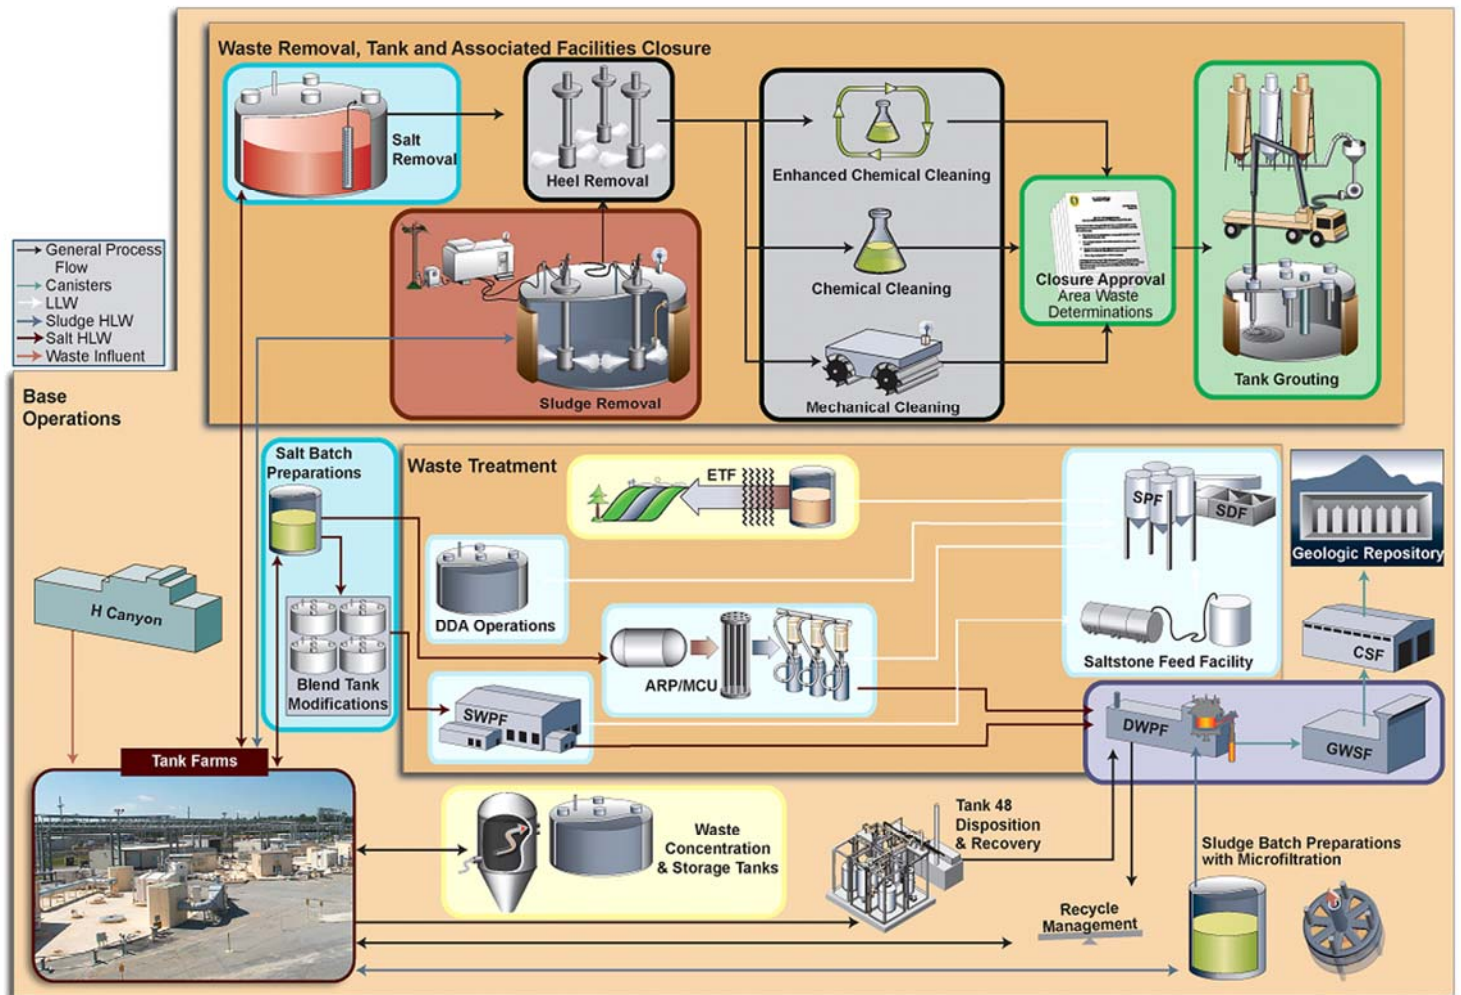 Waste Removal, Tank and Associated Facilities Closure
Salt
Removal
Heel Removal
Sludge Removal
Enhanced Chemical Cleaning
Chemical Cleaning
Mechanical Cleaning
Closure Approval
Area Waste
Determinations
Tank Grouting
General Process
Flow
Canisters
LLW
Sludge HLW
Salt HLW
Waste Influent
Base
Operations
Salt Batch
Preparations
Blend Tank
Modifications
Waste Treatment
ETF
DDA Operations
ARP/MCU
SWPF
SPF
SDF
Saltstone Feed Facility
Geologic Repository
CSF
DWPF
GWSF
H Canyon
Tank Farms
Waste
Concentration
& Storage Tanks
Tank 48
Disposition
& Recovery
Recycle
Management
Sludge Batch Preparations
with Microfiltration